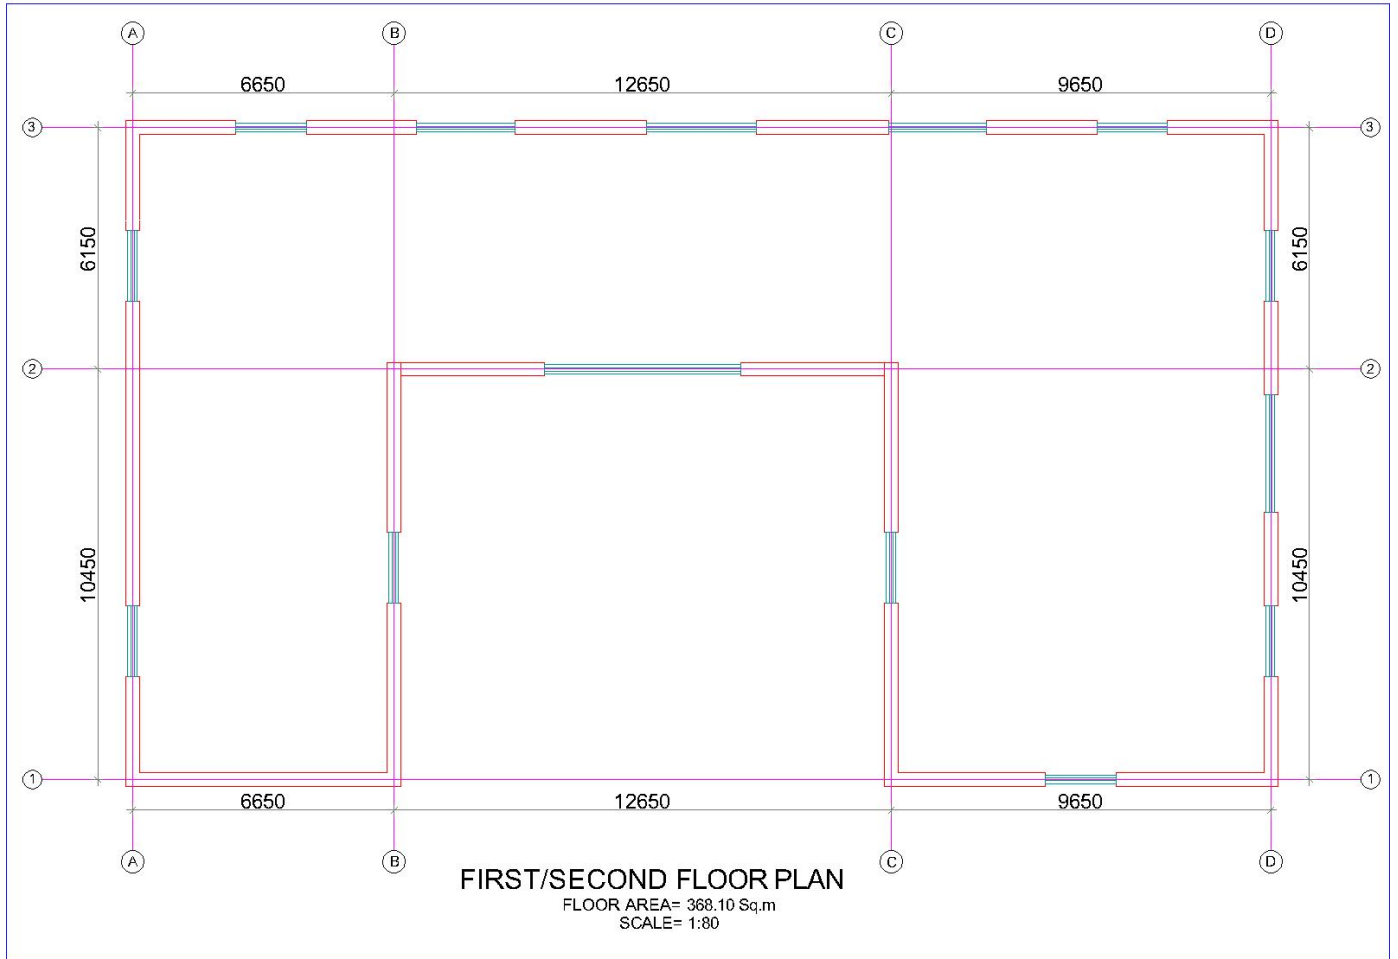 A B C D
6650 12650 9650
3 3
6150 6150
2 2
10450 10450
1 1
6650 12650 9650
A B C D
FIRST/SECOND FLOOR PLAN
FLOOR AREA= 368.10 Sq.m
SCALE= 1:80